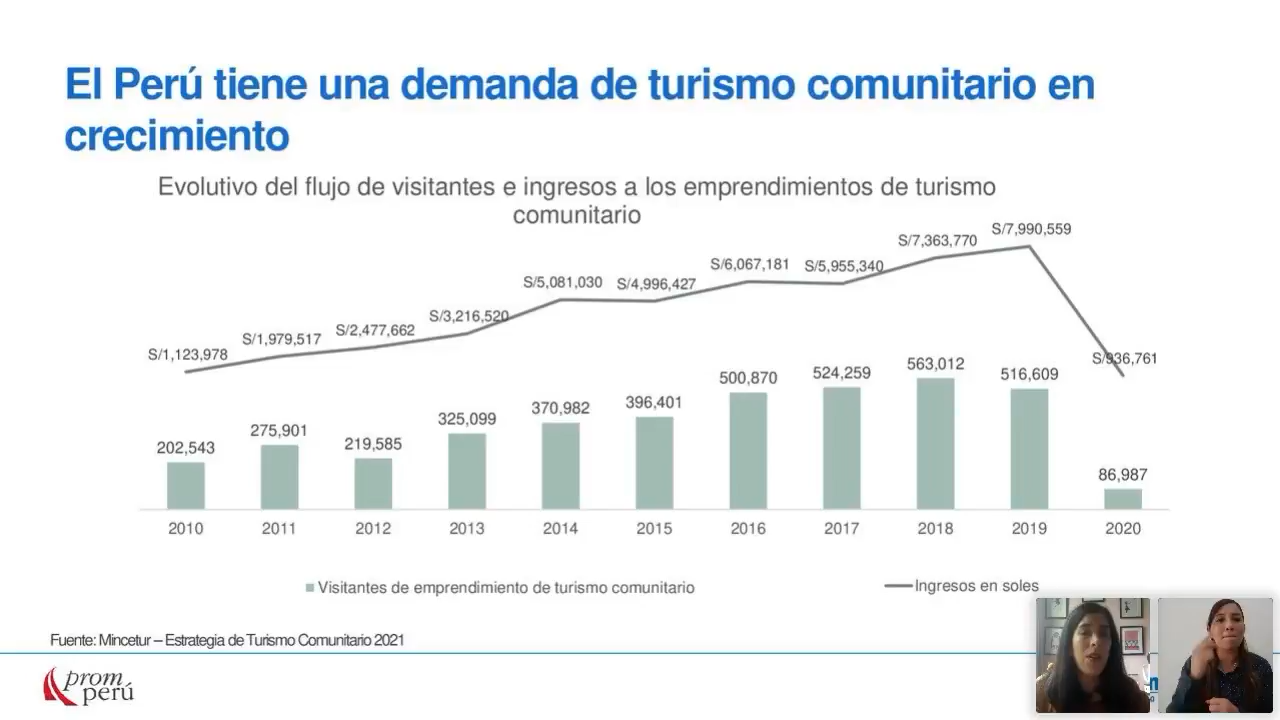 El Perú tiene una demanda de turismo comunitario en
crecimiento
Evolutivo del flujo de visitantes e ingresos a los emprendimientos de turismo
comunitario
S/1,123,978
S/1,979,517
S/2,477,662
S/3,216,520
S/5,081,030
S/4,996,427
S/6,067,181
S/5,955,340
S/7,363,770
S/7,990,559
S/936,761
202,543
275,901
219,585
325,099
370,982
396,401
500,870
524,259
563,012
516,609
86,987
2010
2011
2012
2013
2014
2015
2016
2017
2018
2019
2020
Visitantes de emprendimiento de turismo comunitario
Ingresos en soles
Fuente: Mincetur – Estrategia de Turismo Comunitario 2021
prom
perú